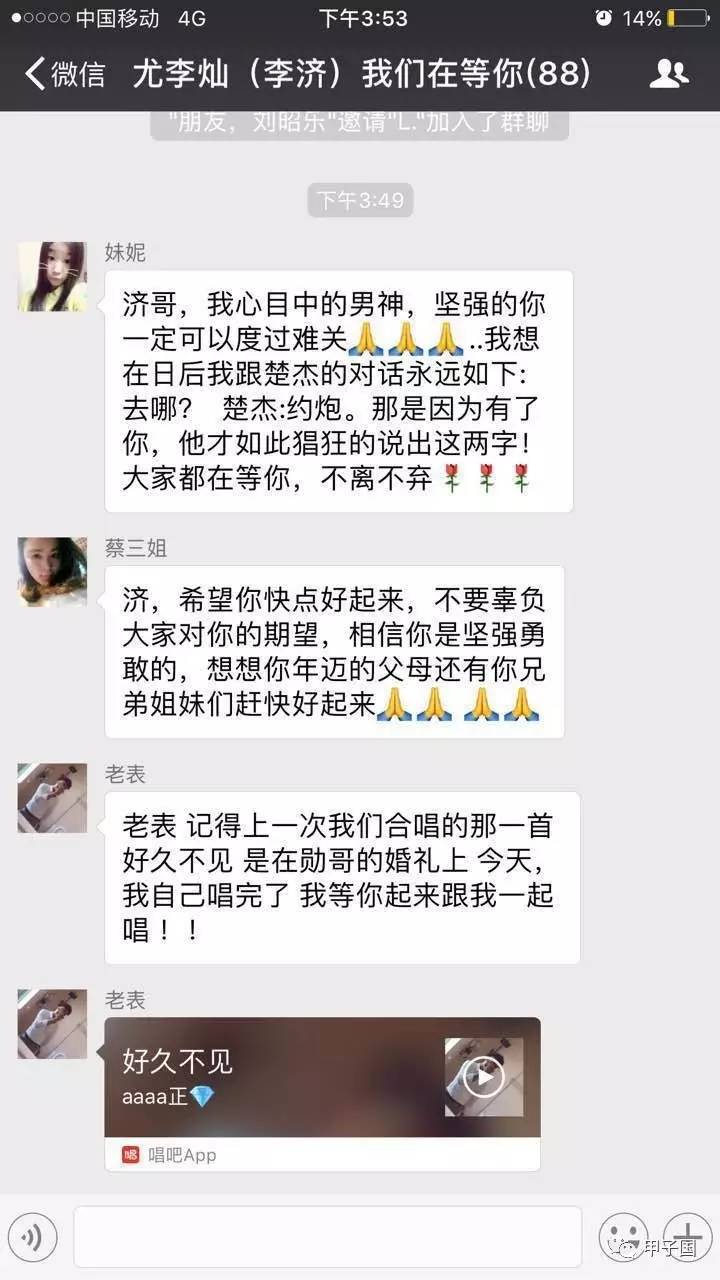 中国移动 4G 下午3:53 14%
微信 尤李灿（李济）我们在等你(88)
"朋友，刘昭乐"邀请"L."加入了群聊
下午3:49
妹妮
济哥，我心目中的男神，坚强的你
一定可以度过难关🙏🙏🙏..我想
在日后我跟楚杰的对话永远如下:
去哪？ 楚杰:约炮。那是因为有了
你，他才如此猖狂的说出这两字！
大家都在等你，不离不弃🌹🌹🌹
蔡三姐
济，希望你快点好起来，不要辜负
大家对你的期望，相信你是坚强勇
敢的，想想你年迈的父母还有你兄
弟姐妹们赶快好起来🙏🙏 🙏🙏
老表
老表 记得上一次我们合唱的那一首
好久不见 是在勋哥的婚礼上 今天，
我自己唱完了 我等你起来跟我一起
唱！！
老表
好久不见
aaaa正💎
唱吧App
甲子国